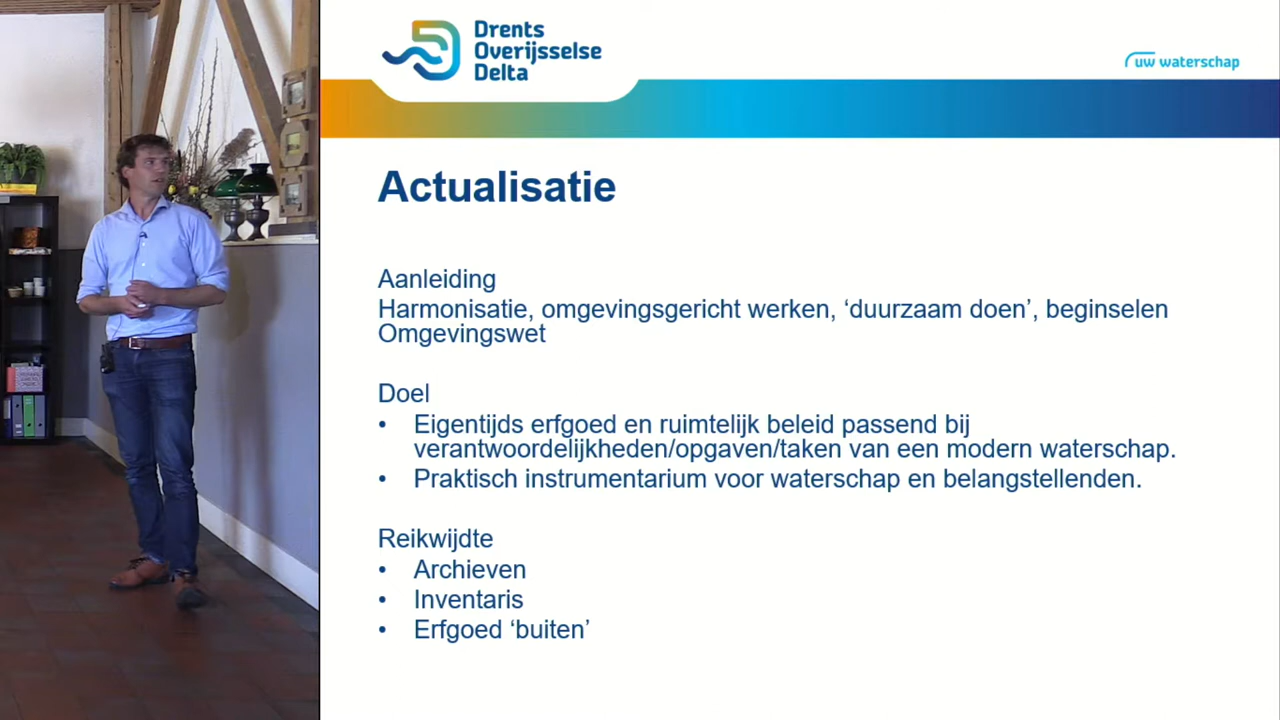 Drents
Overijsselse
Delta
uw waterschap
Actualisatie
Aanleiding
Harmonisatie, omgevingsgericht werken, ‘duurzaam doen’, beginselen
Omgevingswet
Doel
• Eigentijds erfgoed en ruimtelijk beleid passend bij
verantwoordelijkheden/opgaven/taken van een modern waterschap.
• Praktisch instrumentarium voor waterschap en belangstellenden.
Reikwijdte
• Archieven
• Inventaris
• Erfgoed ‘buiten’